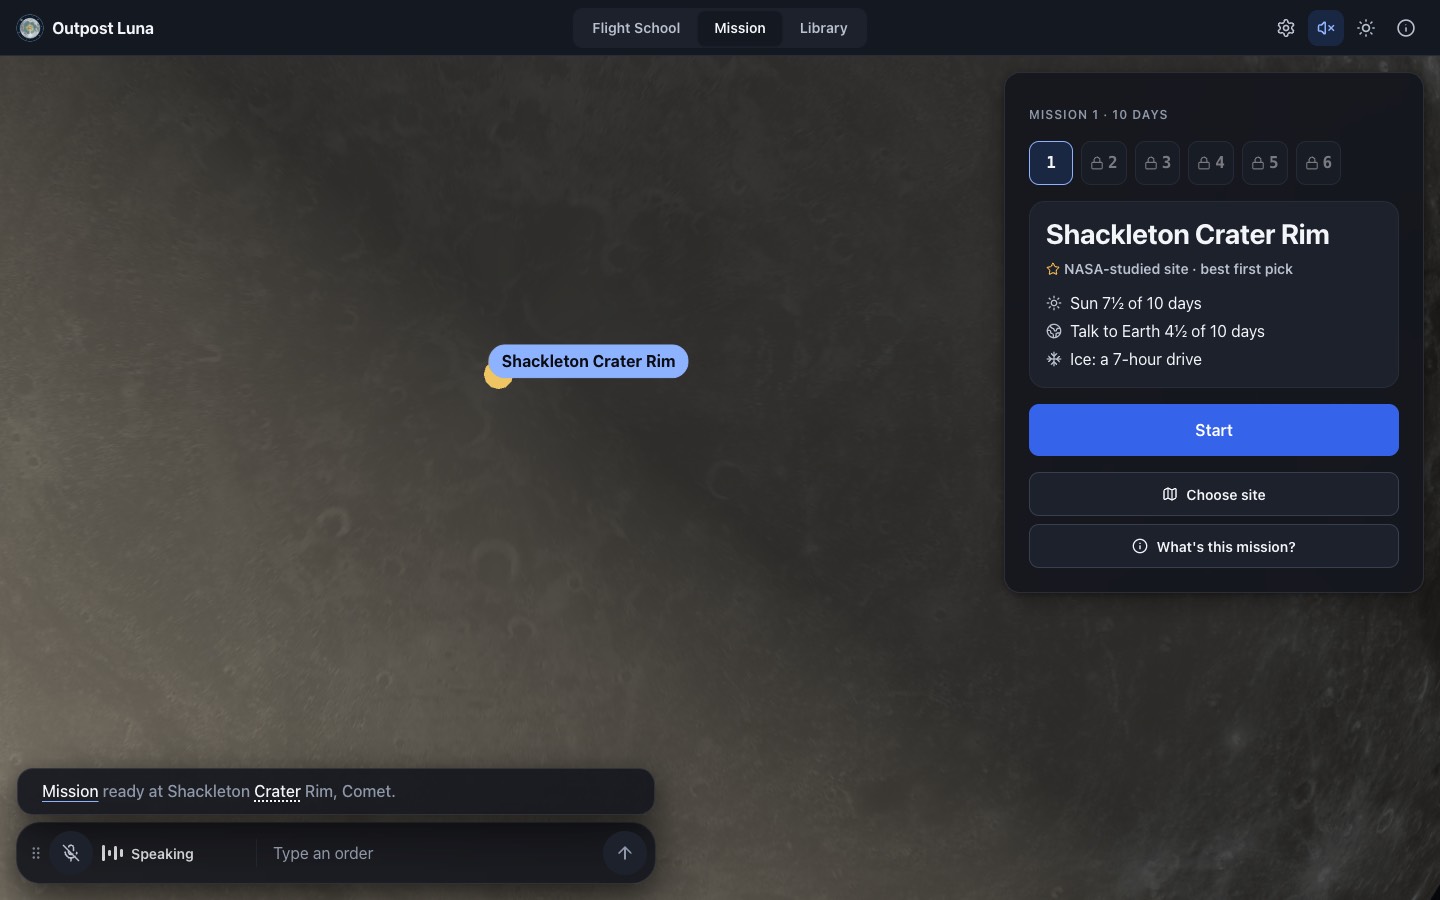 Outpost Luna
Flight School
Mission
Library
MISSION 1 · 10 DAYS
1
2
3
4
5
6
Shackleton Crater Rim
NASA-studied site · best first pick
Sun 7½ of 10 days
Talk to Earth 4½ of 10 days
Ice: a 7-hour drive
Start
Choose site
What's this mission?
Shackleton Crater Rim
Mission ready at Shackleton Crater Rim, Comet.
Speaking
Type an order